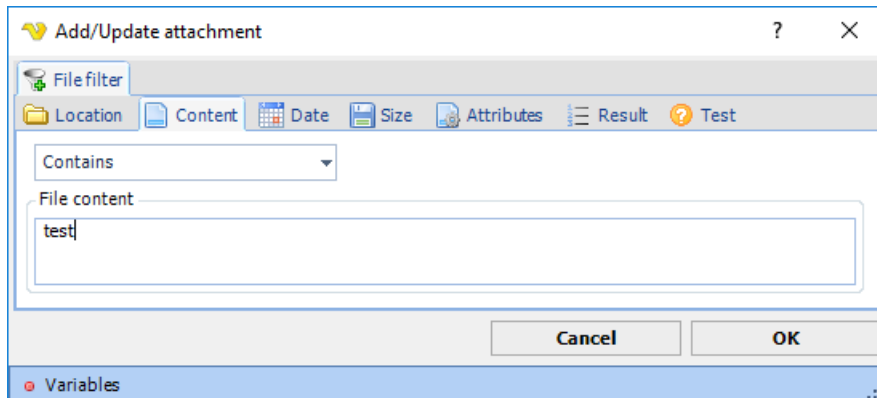 Add/Update attachment ?
File filter
Location Content Date Size Attributes Result Test
Contains
File content
test
Cancel OK
Variables